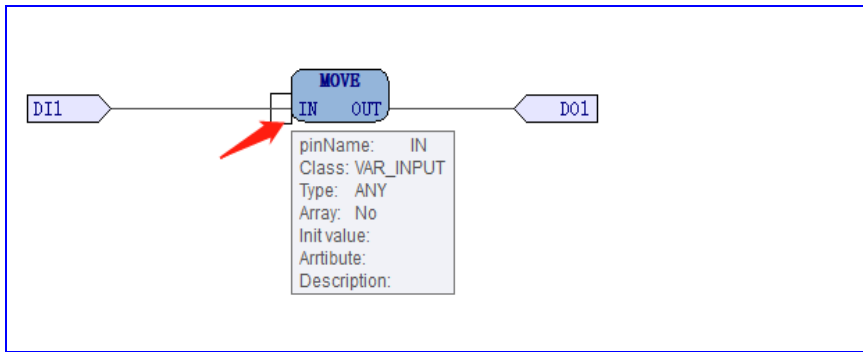 MOVE
DI1 IN OUT DO1
pinName: IN
Class: VAR_INPUT
Type: ANY
Array: No
Init value:
Arrtibute:
Description: